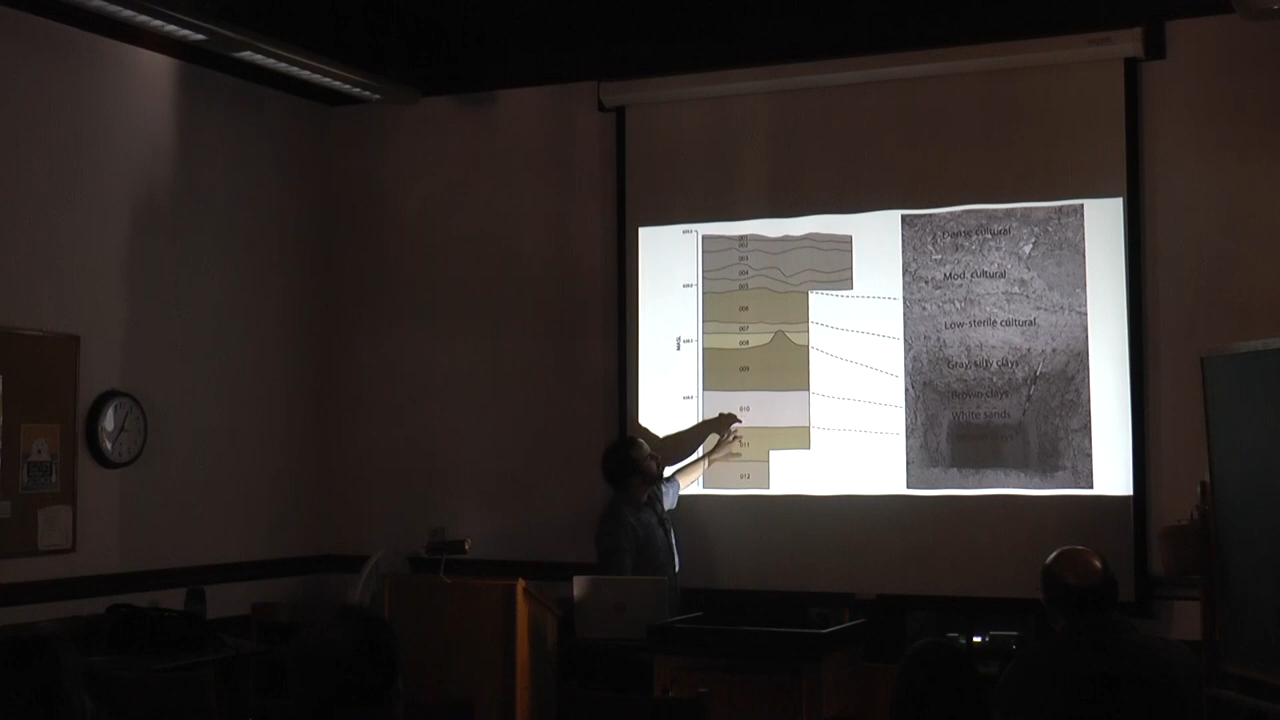 MASL
001
002
003
004
005
006
007
008
009
010
011
012
Dense cultural
Mod. cultural
Low-sterile cultural
Gray, silty clays
Brown clays
White sands